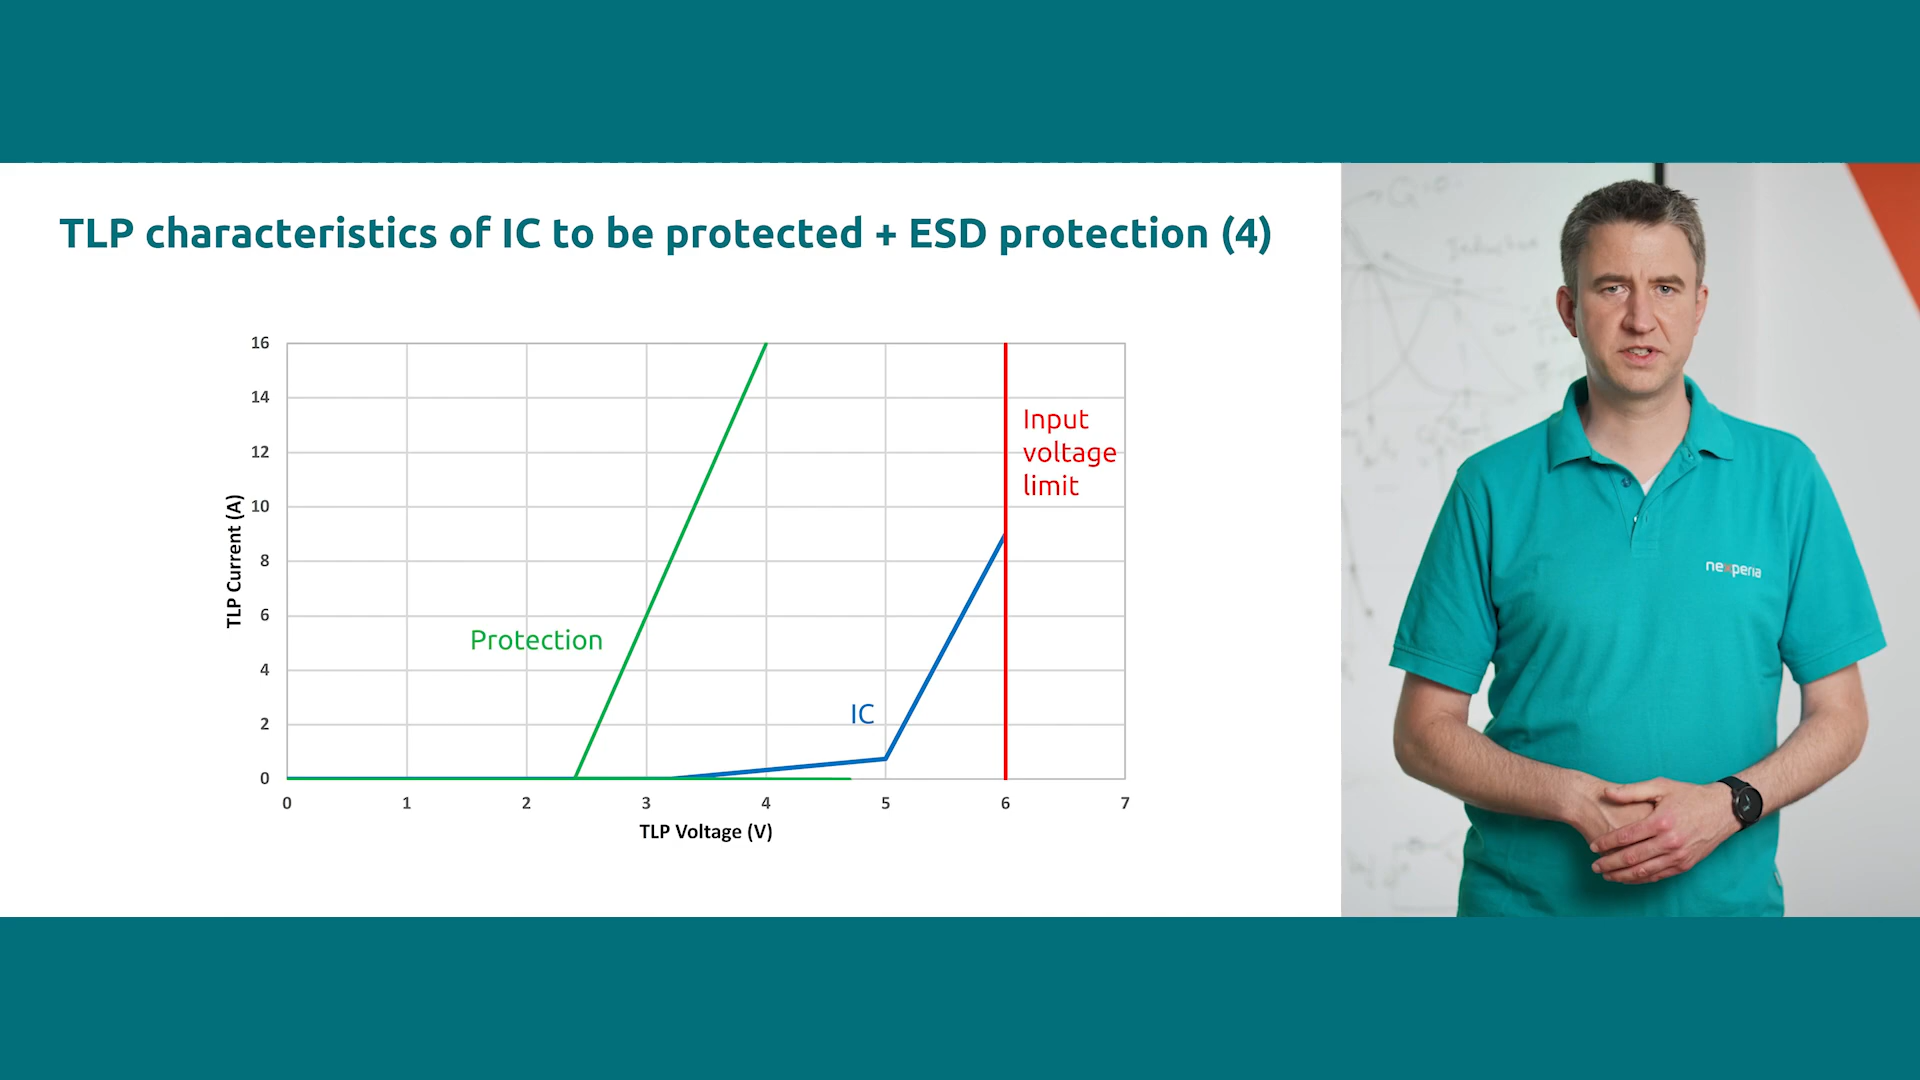 TLP characteristics of IC to be protected + ESD protection (4)
16
14
12
10
8
6
4
2
0
TLP Current (A)
Protection
IC
Input
voltage
limit
0 1 2 3 4 5 6 7
TLP Voltage (V)
nexperia